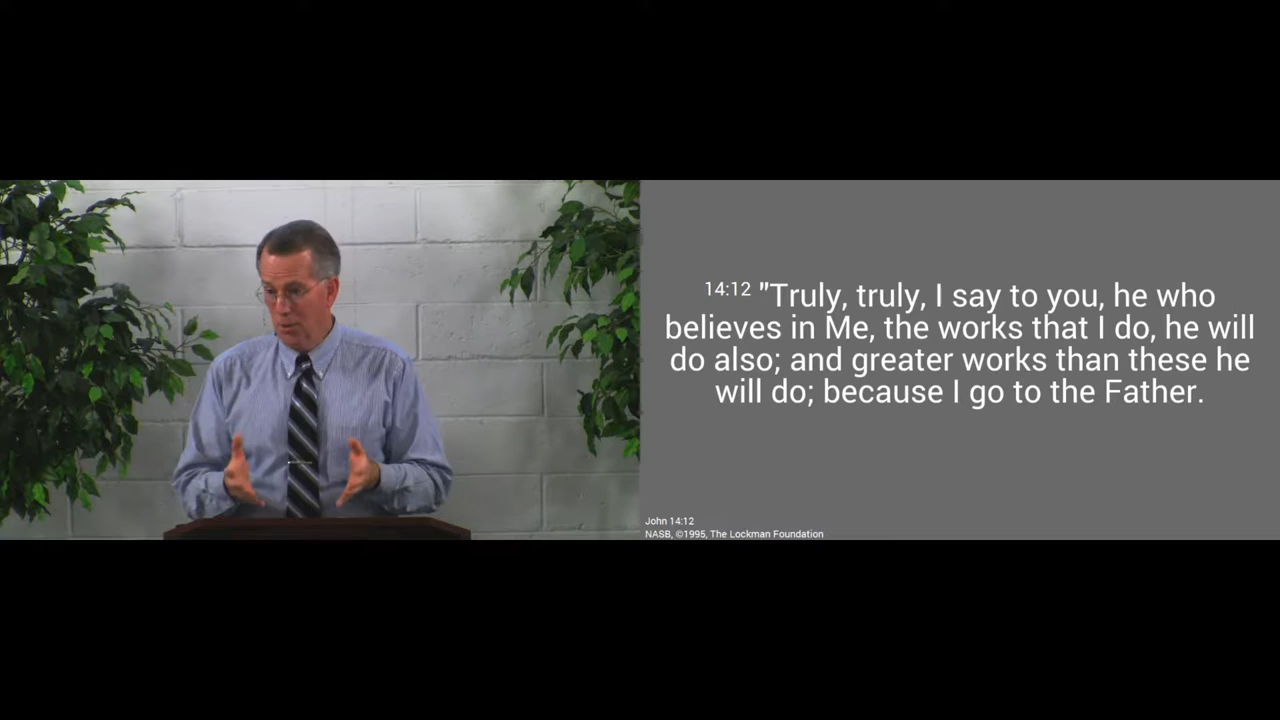 14:12 "Truly, truly, I say to you, he who
believes in Me, the works that I do, he will
do also; and greater works than these he
will do; because I go to the Father.
John 14:12
NASB, ©1995, The Lockman Foundation